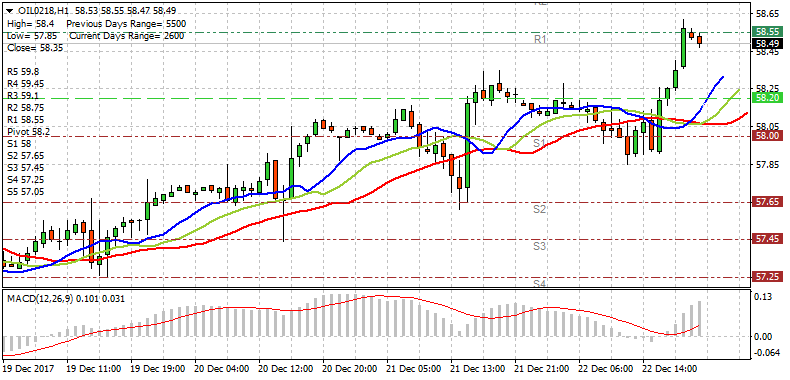 OIL0218,H1 58.53 58.55 58.47 58.49
High= 58.4 Previous Days Range= 5500
Low= 57.85 Current Days Range= 2600
Close= 58.35
R5 59.8
R4 59.45
R3 59.1
R2 58.75
R1 58.55
Pivot 58.2
S1 58
S2 57.65
S3 57.45
S4 57.25
S5 57.05
R1
S1
S2
S3
S4
58.65
58.55
58.49
58.45
58.25
58.20
58.05
58.00
57.85
57.65
57.45
57.25
MACD(12,26,9) 0.101 0.031
0.13
0.00
-0.064
19 Dec 2017 19 Dec 11:00 19 Dec 19:00 20 Dec 04:00 20 Dec 12:00 20 Dec 20:00 21 Dec 05:00 21 Dec 13:00 21 Dec 21:00 22 Dec 06:00 22 Dec 14:00